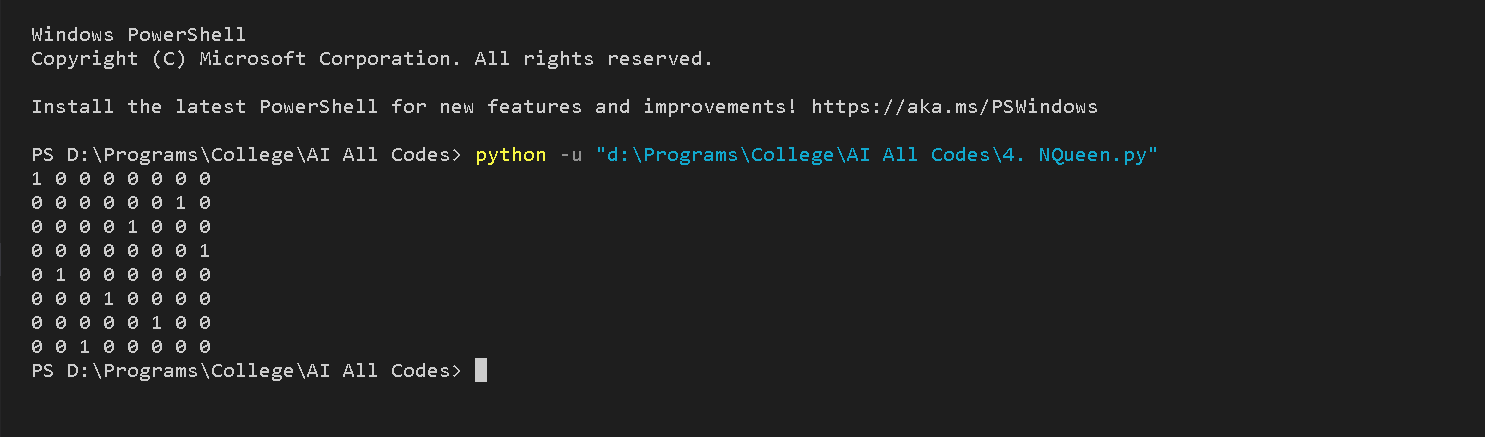 Windows PowerShell
Copyright (C) Microsoft Corporation. All rights reserved.
Install the latest PowerShell for new features and improvements! https://aka.ms/PSWindows
PS D:\Programs\College\AI All Codes> python -u "d:\Programs\College\AI All Codes\4. NQueen.py"
1 0 0 0 0 0 0 0
0 0 0 0 0 0 1 0
0 0 0 0 1 0 0 0
0 0 0 0 0 0 0 1
0 1 0 0 0 0 0 0
0 0 0 1 0 0 0 0
0 0 0 0 0 1 0 0
0 0 1 0 0 0 0 0
PS D:\Programs\College\AI All Codes>